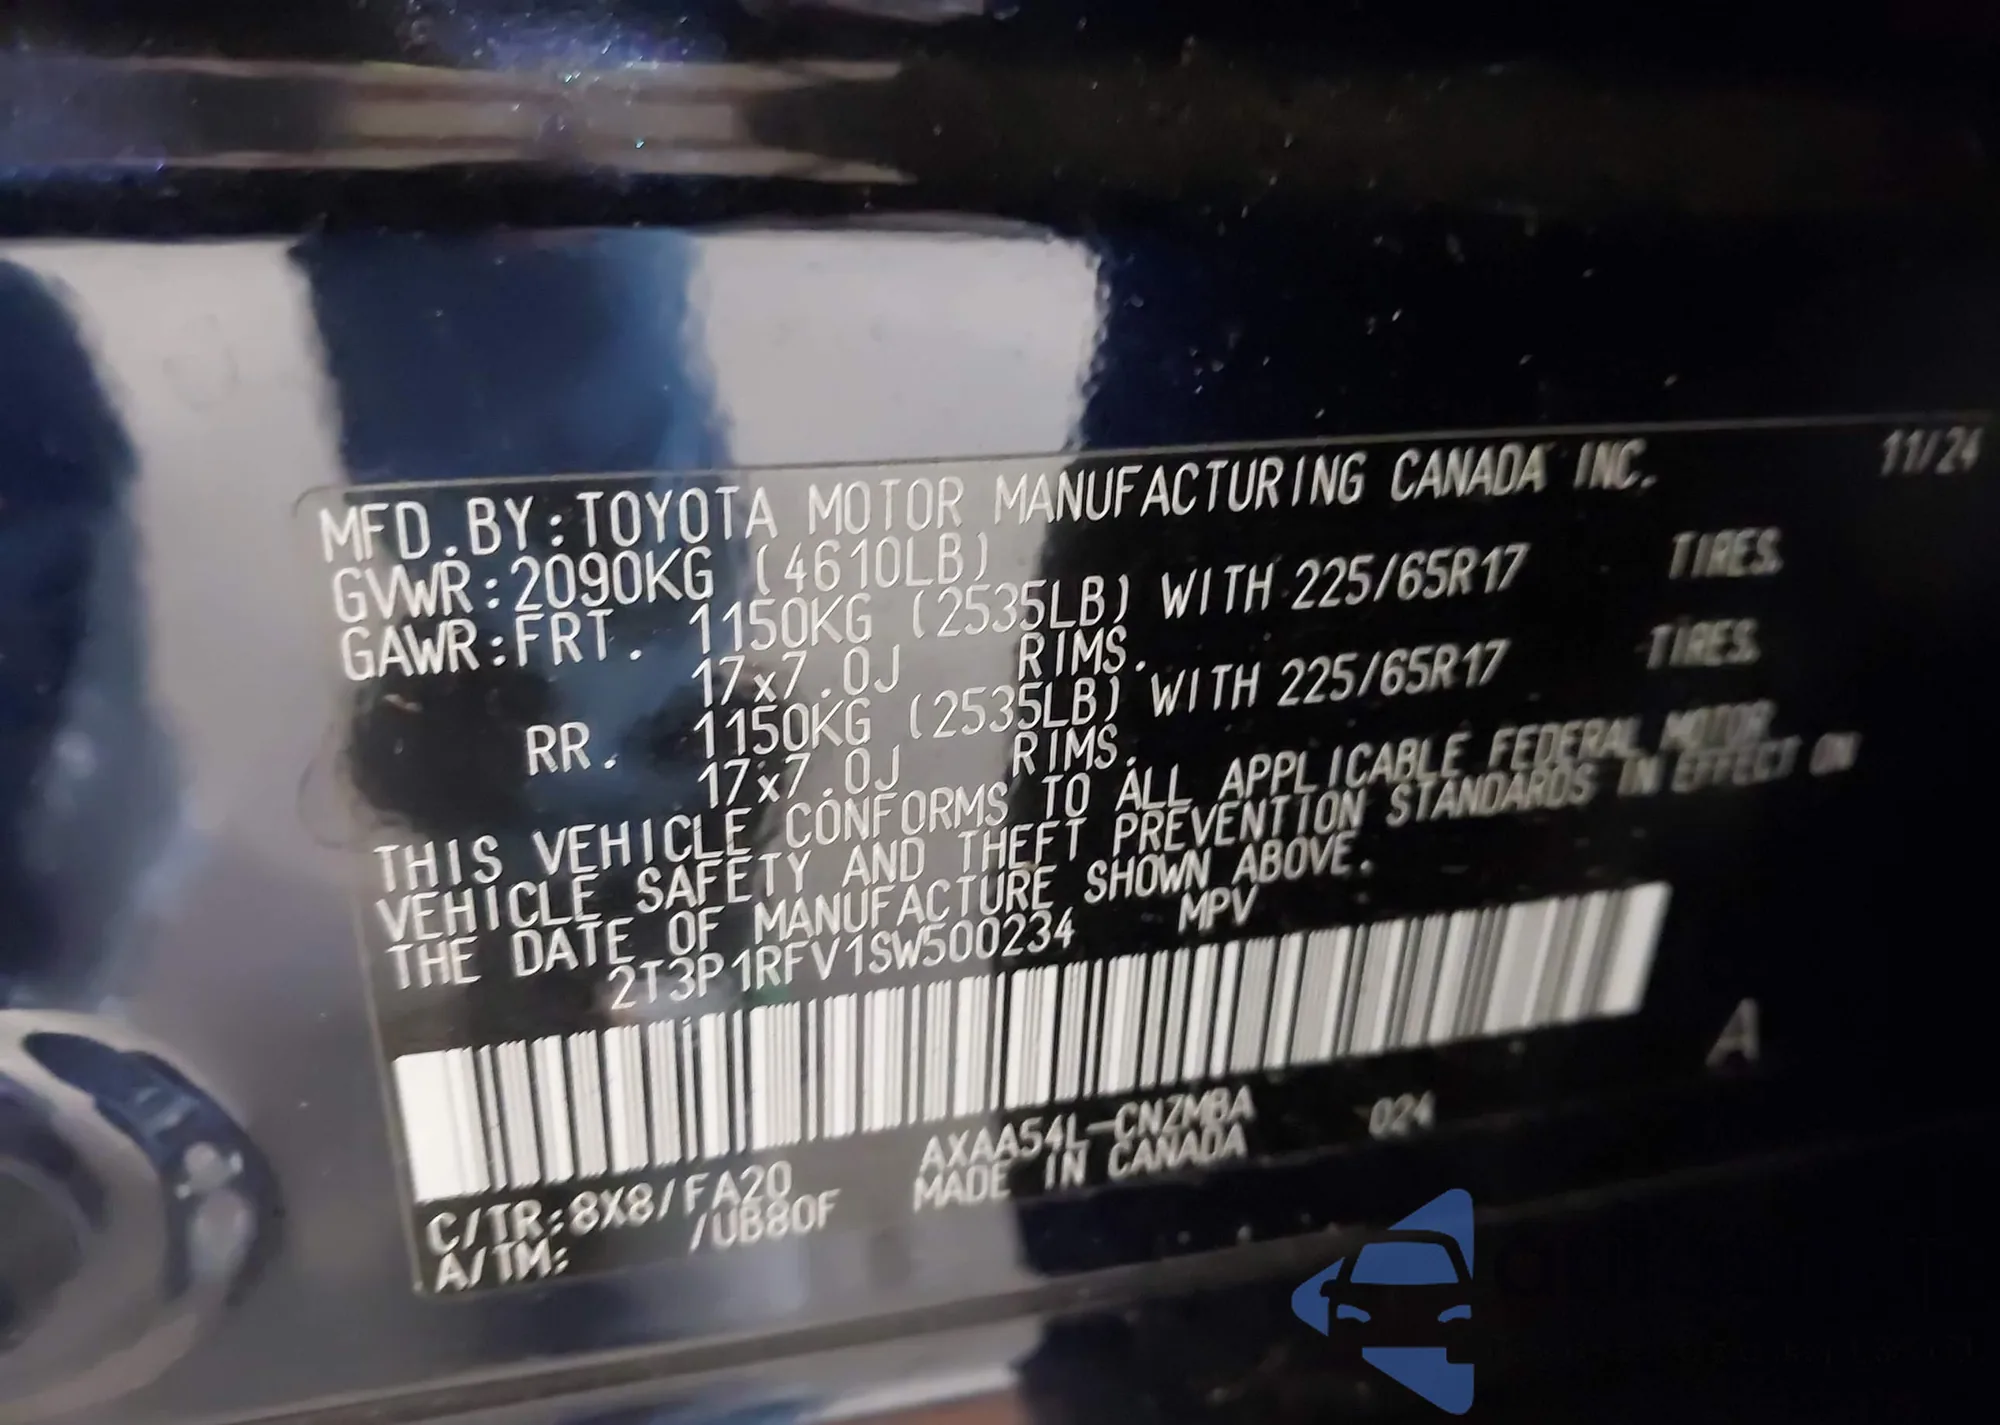 11/24
MFD.BY:TOYOTA MOTOR MANUFACTURING CANADA INC.
GVWR:2090KG (4610LB)
GAWR:FRT. 1150KG (2535LB) WITH 225/65R17 TIRES.
17x7.0J RIMS.
RR. 1150KG (2535LB) WITH 225/65R17 TIRES.
17x7.0J RIMS.
THIS VEHICLE CONFORMS TO ALL APPLICABLE FEDERAL MOTOR
VEHICLE SAFETY AND THEFT PREVENTION STANDARDS IN EFFECT ON
THE DATE OF MANUFACTURE SHOWN ABOVE.
2T3P1RFV1SW500234 MPV
A
AXAA54L-CNZMBA 024
C/TR:8X8/FA20 MADE IN CANADA
A/TM: /UB80F